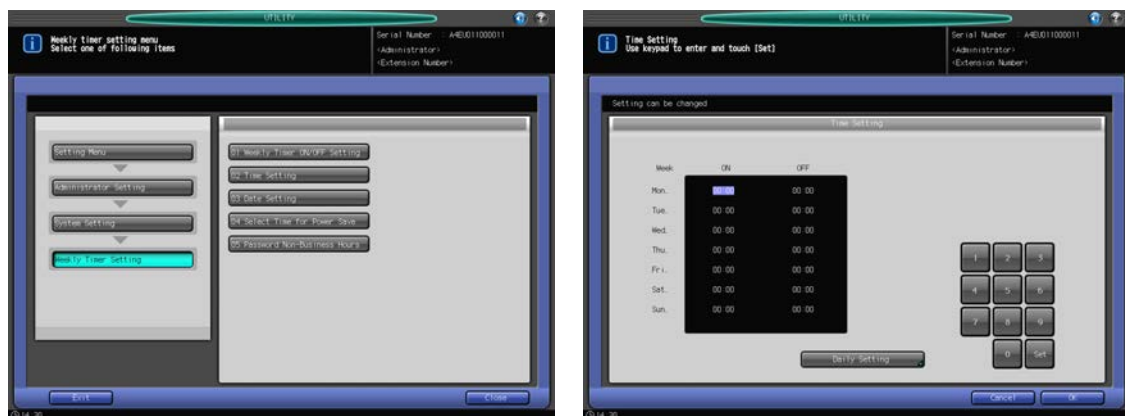 UTILITY
Weekly timer setting menu
Select one of following items
Serial Number : A4EU011000011
<Administrator>
<Extension Number>
Setting Menu
Administrator Setting
System Setting
Weekly Timer Setting
01 Weekly Timer ON/OFF Setting
02 Time Setting
03 Date Setting
04 Select Time for Power Save
05 Password Non-Business Hours
Exit
Close
14:30
UTILITY
Time Setting
Use keypad to enter and touch [Set]
Serial Number : A4EU011000011
<Administrator>
<Extension Number>
Setting can be changed
Time Setting
Week ON OFF
Mon. 00:00 00:00
Tue. 00:00 00:00
Wed. 00:00 00:00
Thu. 00:00 00:00
Fri. 00:00 00:00
Sat. 00:00 00:00
Sun. 00:00 00:00
1 2 3
4 5 6
7 8 9
0 Set
Daily Setting
Cancel OK
14:30